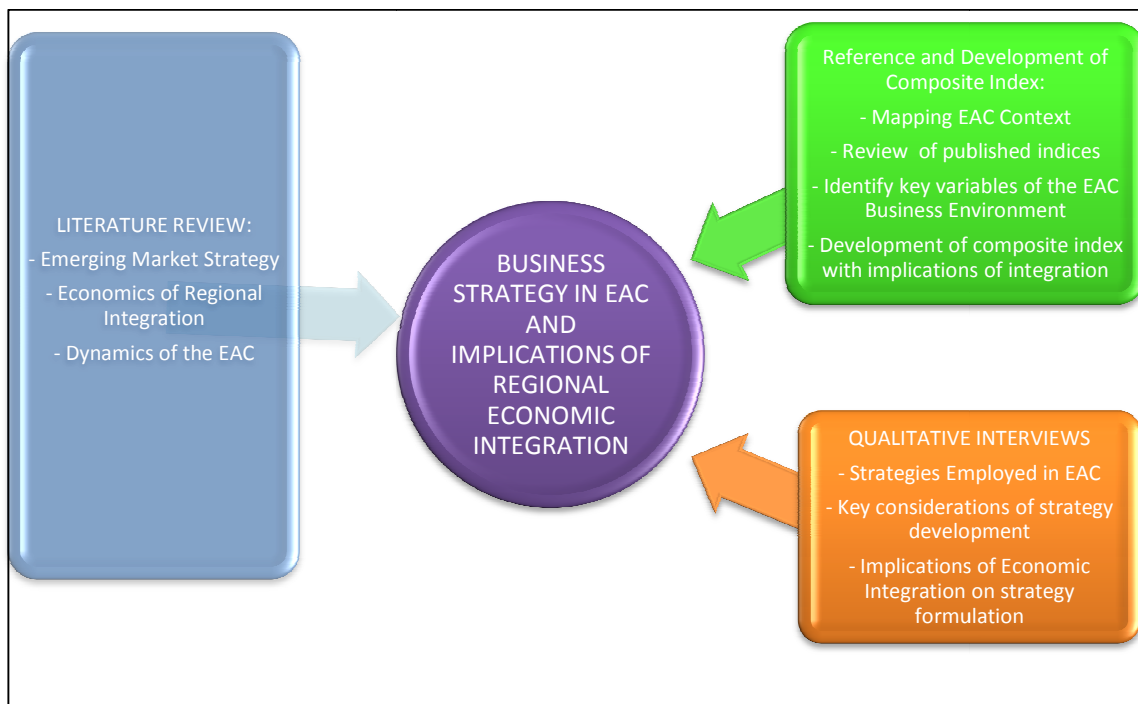 LITERATURE REVIEW:
- Emerging Market Strategy
- Economics of Regional
Integration
- Dynamics of the EAC
BUSINESS
STRATEGY IN EAC
AND
IMPLICATIONS OF
REGIONAL
ECONOMIC
INTEGRATION
Reference and Development of
Composite Index:
- Mapping EAC Context
- Review of published indices
- Identify key variables of the EAC
Business Environment
- Development of composite index
with implications of integration
QUALITATIVE INTERVIEWS
- Strategies Employed in EAC
- Key considerations of strategy
development
- Implications of Economic
Integration on strategy
formulation